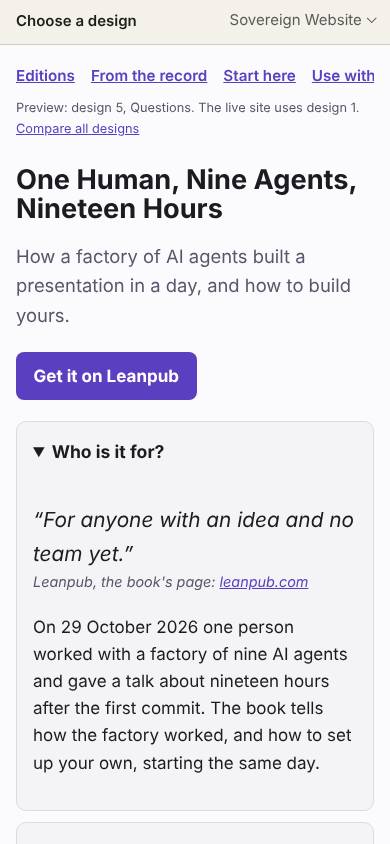 Choose a design
Sovereign Website
Editions From the record Start here Use with
Preview: design 5, Questions. The live site uses design 1.
Compare all designs
One Human, Nine Agents,
Nineteen Hours
How a factory of AI agents built a
presentation in a day, and how to build
yours.
Get it on Leanpub
Who is it for?
“For anyone with an idea and no
team yet.”
Leanpub, the book's page: leanpub.com
On 29 October 2026 one person
worked with a factory of nine AI agents
and gave a talk about nineteen hours
after the first commit. The book tells
how the factory worked, and how to set
up your own, starting the same day.